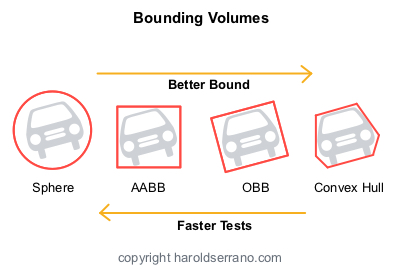 Bounding Volumes
Better Bound
Sphere
AABB
OBB
Convex Hull
Faster Tests
copyright haroldserrano.com